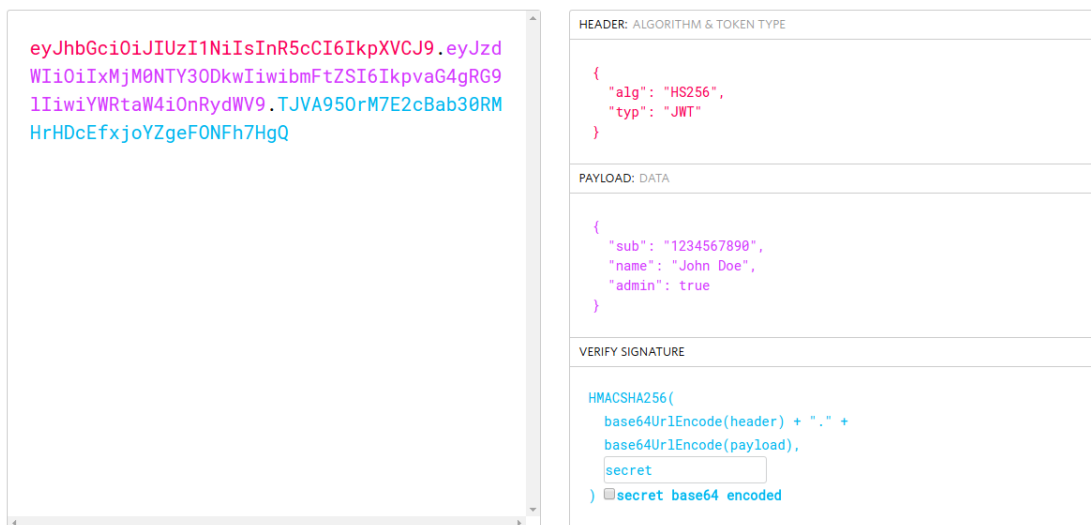 eyJhbGciOiJIUzI1NiIsInR5cCI6IkpXVCJ9.eyJzd
WIiOiIxMjM0NTY3ODkwIiwibmFtZSI6IkpvaG4gRG9
lIiwiYWRtaW4iOnRydWV9.TJVA95OrM7E2cBab30RM
HrHDcEfxjoYZgeFONFh7HgQ
HEADER: ALGORITHM & TOKEN TYPE
{
"alg": "HS256",
"typ": "JWT"
}
PAYLOAD: DATA
{
"sub": "1234567890",
"name": "John Doe",
"admin": true
}
VERIFY SIGNATURE
HMACSHA256(
base64UrlEncode(header) + "." +
base64UrlEncode(payload),
secret
) secret base64 encoded